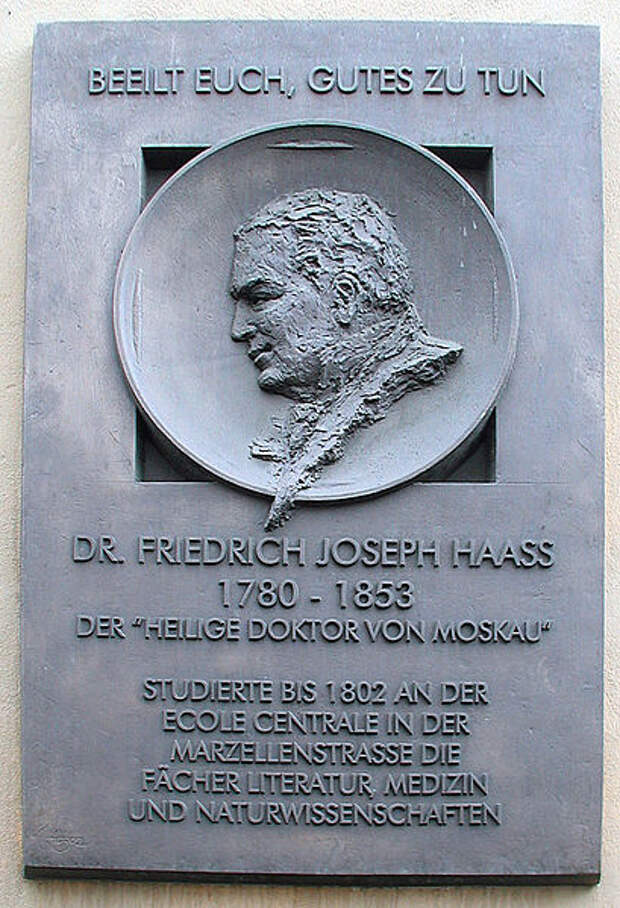 BEEILT EUCH, GUTES ZU TUN
DR. FRIEDRICH JOSEPH HAASS
1780 - 1853
DER "HEILIGE DOKTOR VON MOSKAU"
STUDIERTE BIS 1802 AN DER
ECOLE CENTRALE IN DER
MARZELLENSTRASSE DIE
FÄCHER LITERATUR, MEDIZIN
UND NATURWISSENSCHAFTEN